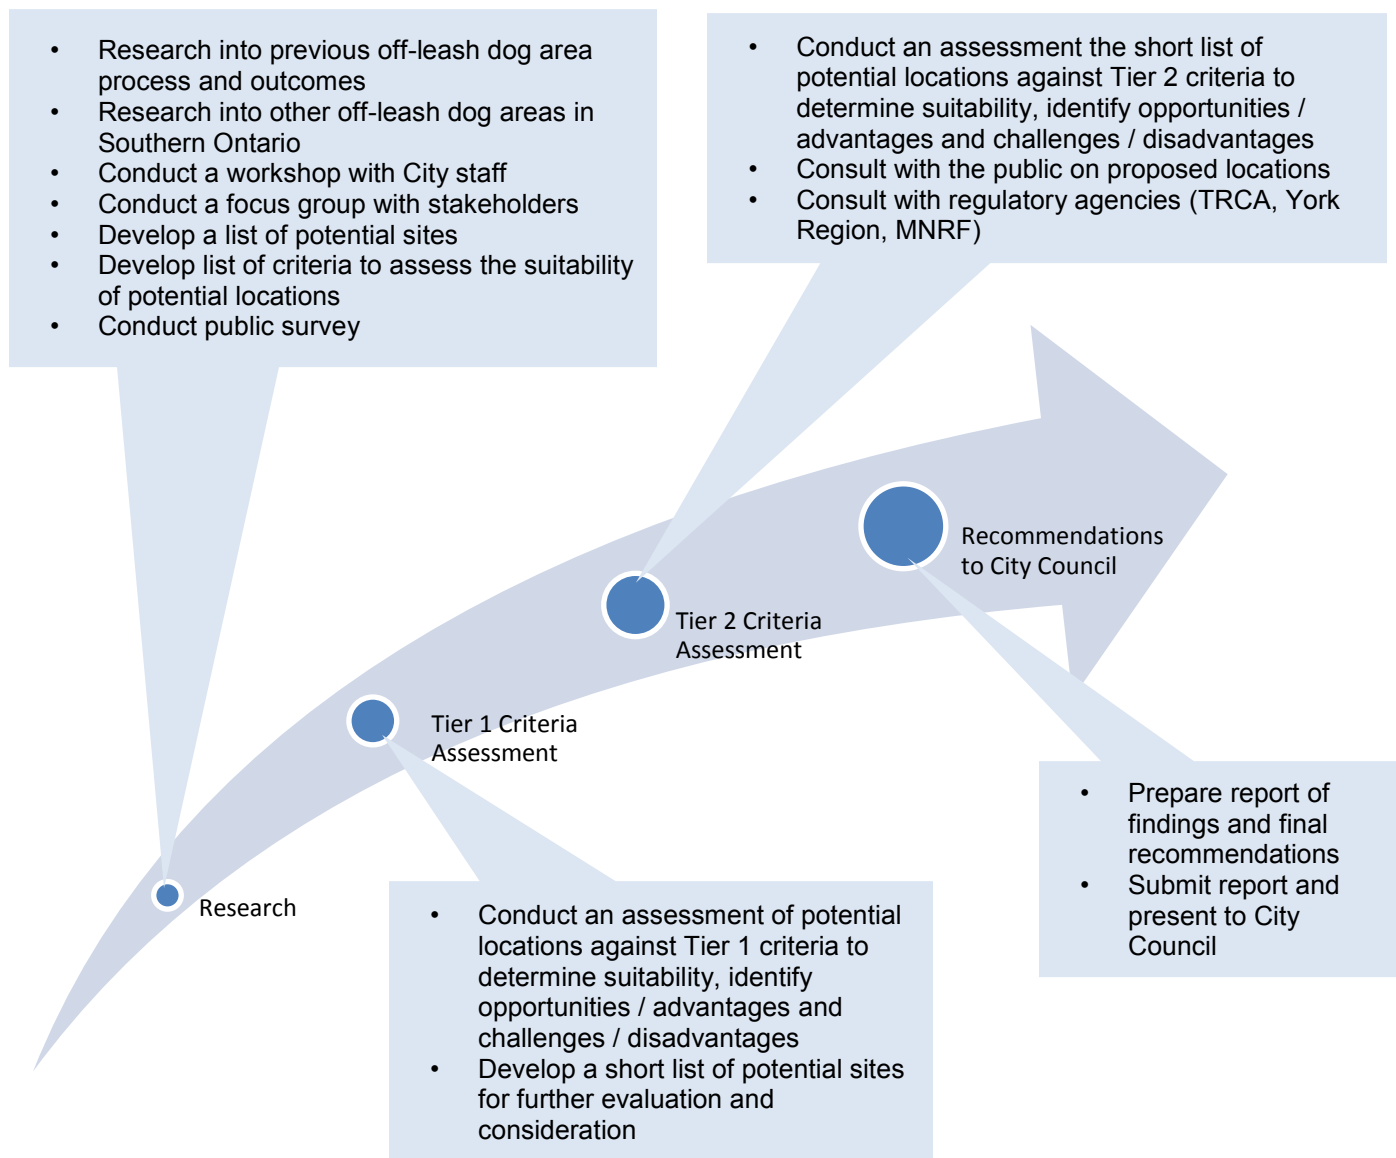 • Research into previous off-leash dog area
process and outcomes
• Research into other off-leash dog areas in
Southern Ontario
• Conduct a workshop with City staff
• Conduct a focus group with stakeholders
• Develop a list of potential sites
• Develop list of criteria to assess the suitability
of potential locations
• Conduct public survey
• Conduct an assessment the short list of
potential locations against Tier 2 criteria to
determine suitability, identify opportunities /
advantages and challenges / disadvantages
• Consult with the public on proposed locations
• Consult with regulatory agencies (TRCA, York
Region, MNRF)
Recommendations
to City Council
Tier 2 Criteria
Assessment
Tier 1 Criteria
Assessment
Research
• Prepare report of
findings and final
recommendations
• Submit report and
present to City
Council
• Conduct an assessment of potential
locations against Tier 1 criteria to
determine suitability, identify
opportunities / advantages and
challenges / disadvantages
• Develop a short list of potential sites
for further evaluation and
consideration